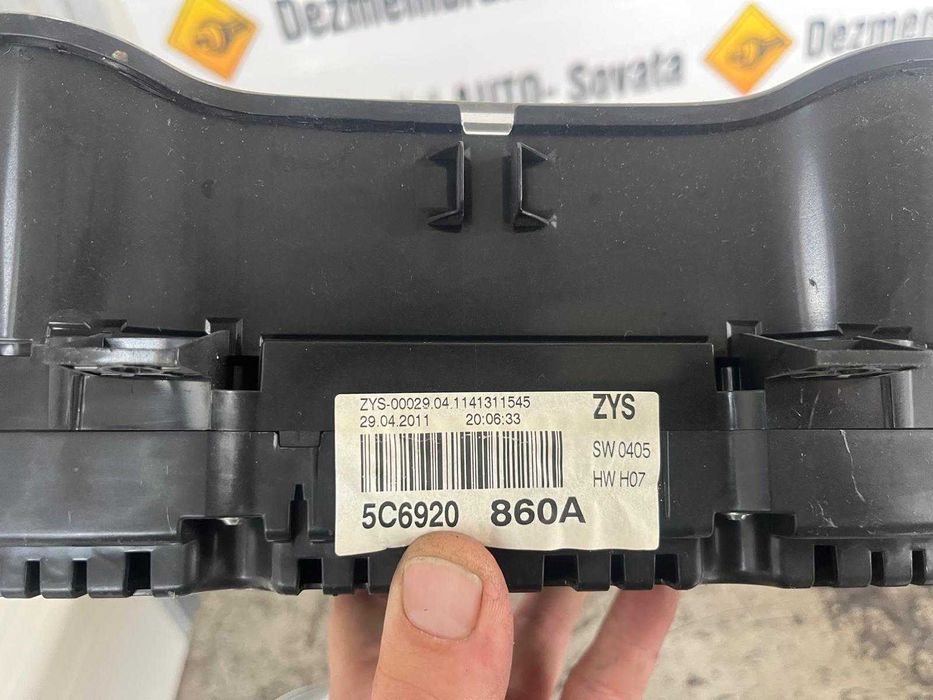 Dezmembrări
AUTO- Sovata
Dezmem
ZYS-00029.04.1141311545
29.04.2011 20:06:33
ZYS
SW 0405
HW H07
5C6920 860A